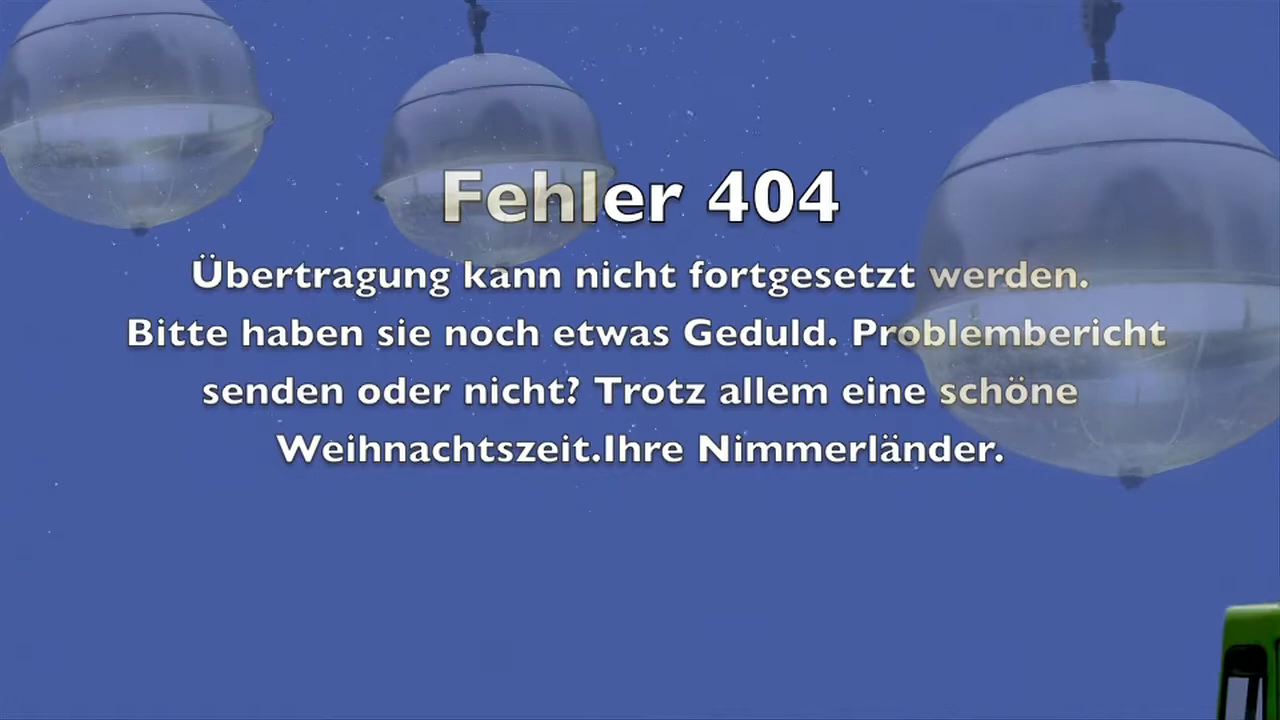 Fehler 404
Übertragung kann nicht fortgesetzt werden.
Bitte haben sie noch etwas Geduld. Problembericht
senden oder nicht? Trotz allem eine schöne
Weihnachtszeit.Ihre Nimmerländer.